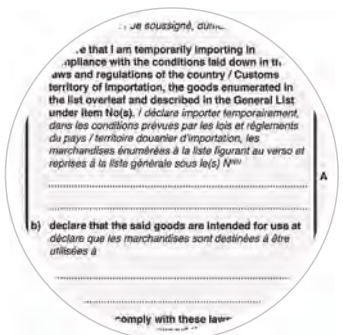 Je soussigné, dûme
e that I am temporarily importing in
mpliance with the conditions laid down in th
aws and regulations of the country / Customs
territory of importation, the goods enumerated in
the list overleaf and described in the General List
under item No(s). / déclare importer temporairement,
dans les conditions prévues par les lois et règlements
du pays / territoire douanier d'importation, les
marchandises énumérées à la liste figurant au verso et
reprises à la liste générale sous le(s) N
A
b) declare that the said goods are intended for use at
déclare que les marchandises sont destinées à être
utilisées à
comply with these laws